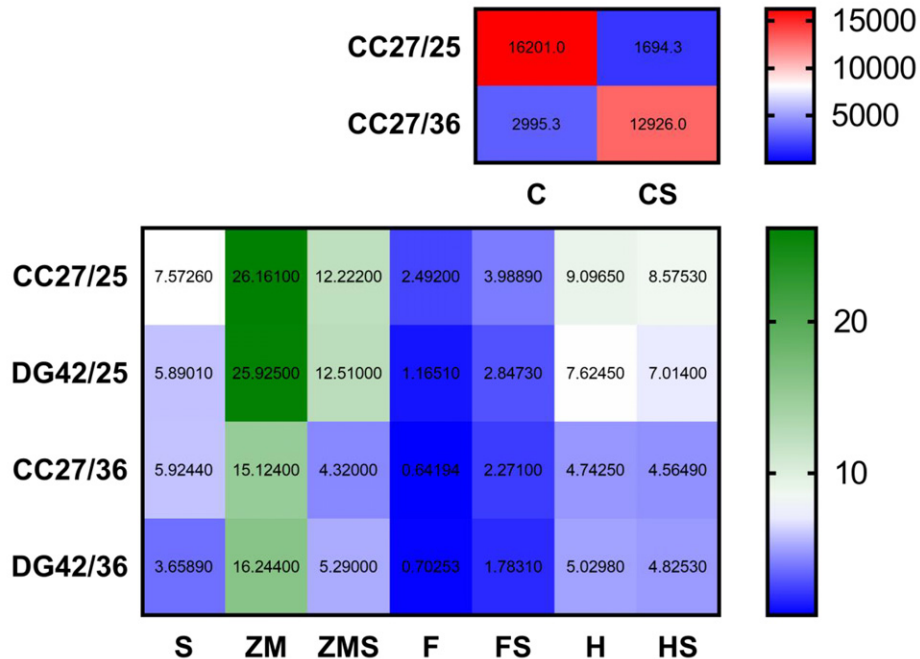 CC27/25 16201.0 1694.3
CC27/36 2995.3 12926.0
C CS
15000
10000
5000
CC27/25 7.57260 26.16100 12.22200 2.49200 3.98890 9.09650 8.57530
DG42/25 5.89010 25.92500 12.51000 1.16510 2.84730 7.62450 7.01400
CC27/36 5.92440 15.12400 4.32000 0.64194 2.27100 4.74250 4.56490
DG42/36 3.65890 16.24400 5.29000 0.70253 1.78310 5.02980 4.82530
S ZM ZMS F FS H HS
20
10